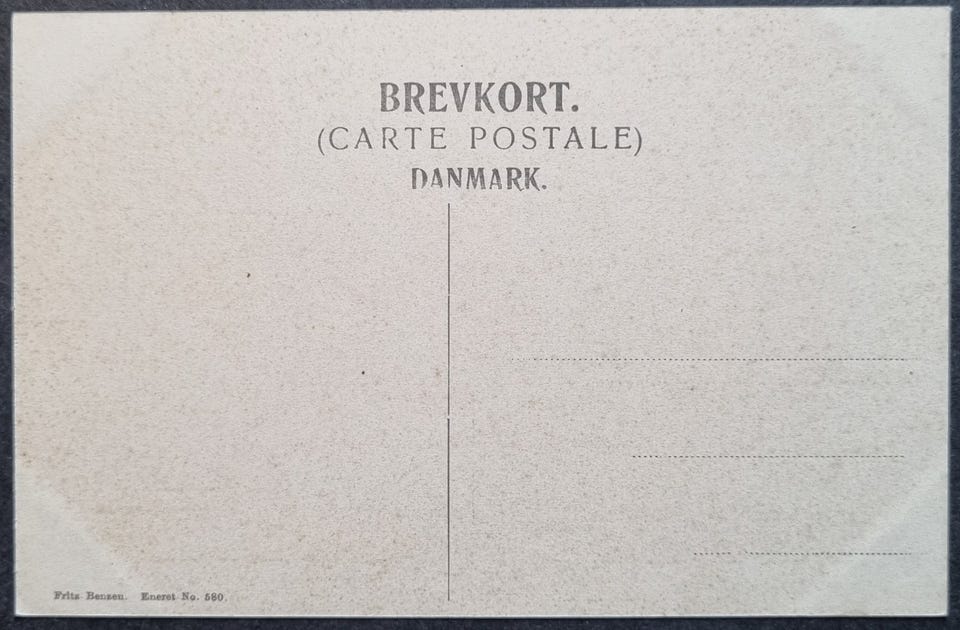 BREVKORT.
(CARTE POSTALE)
DANMARK.
Fritz Benzen. Eneret No. 580.